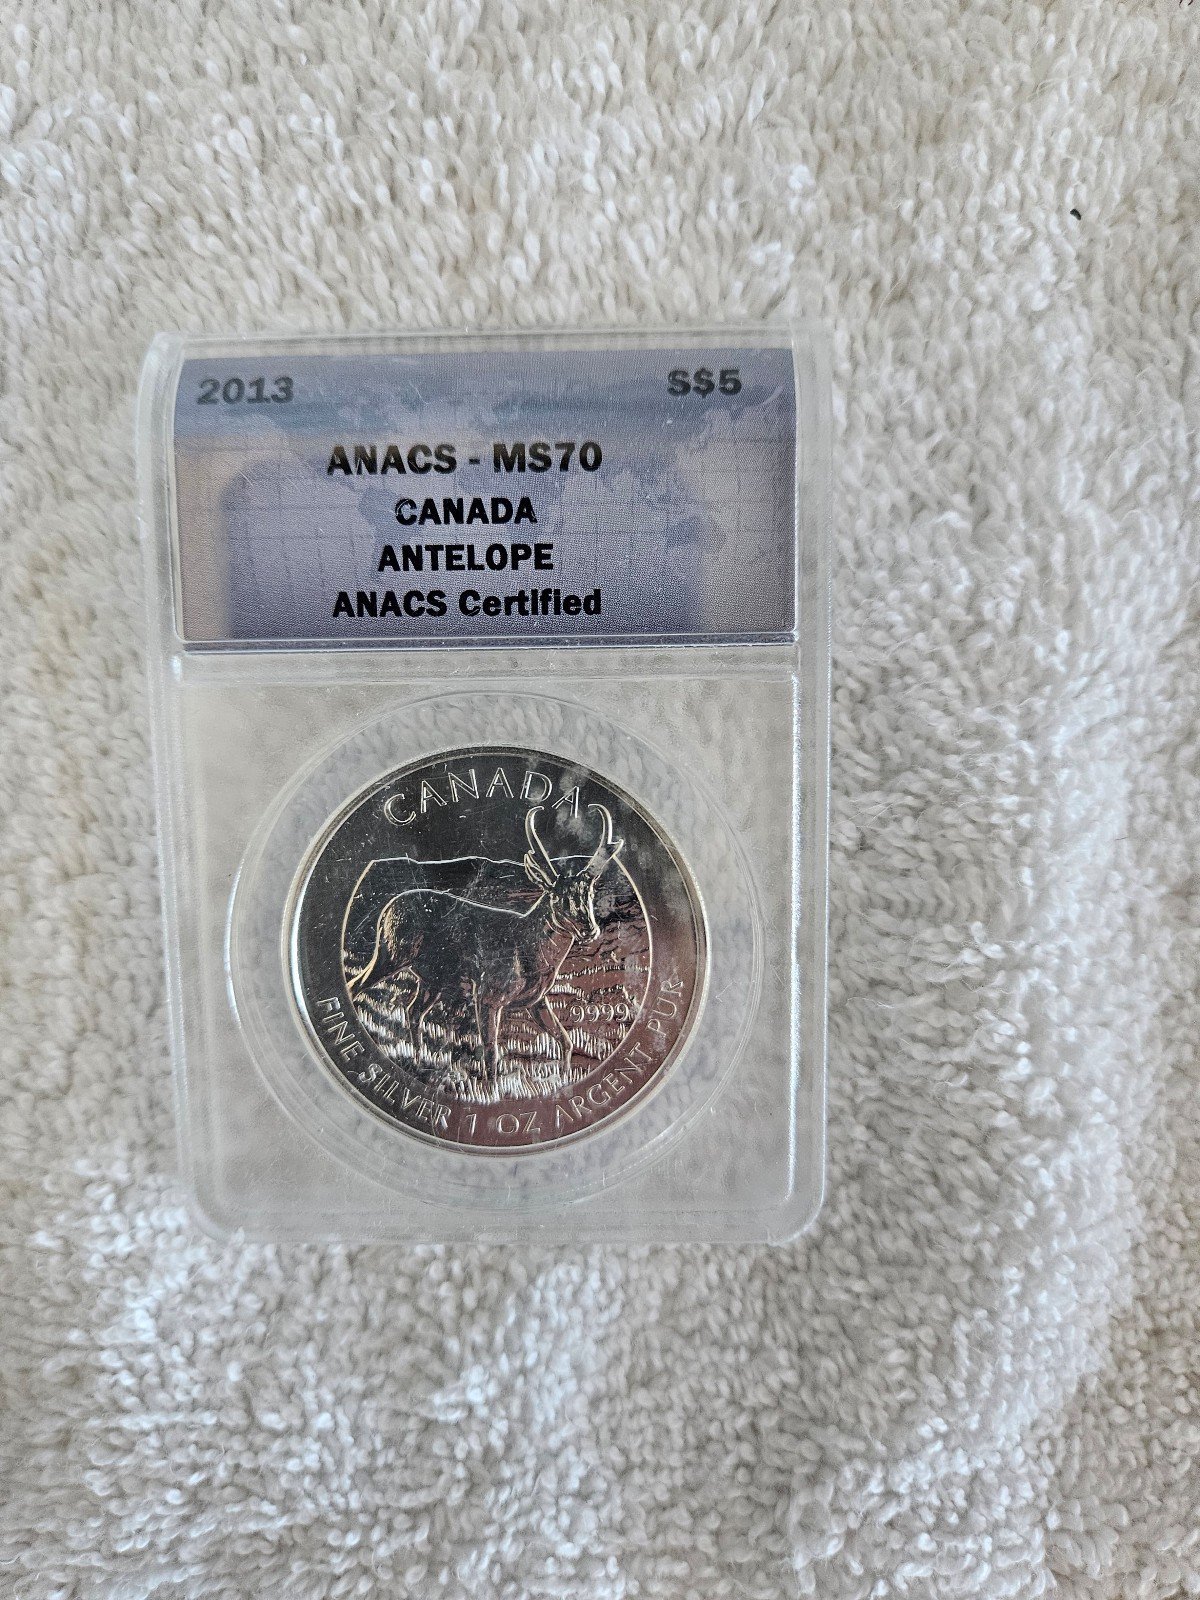 2013 S$5
ANACS - MS70
CANADA
ANTELOPE
ANACS Certified
CANADA
9999
FINE SILVER 1 OZ ARGENT PUR